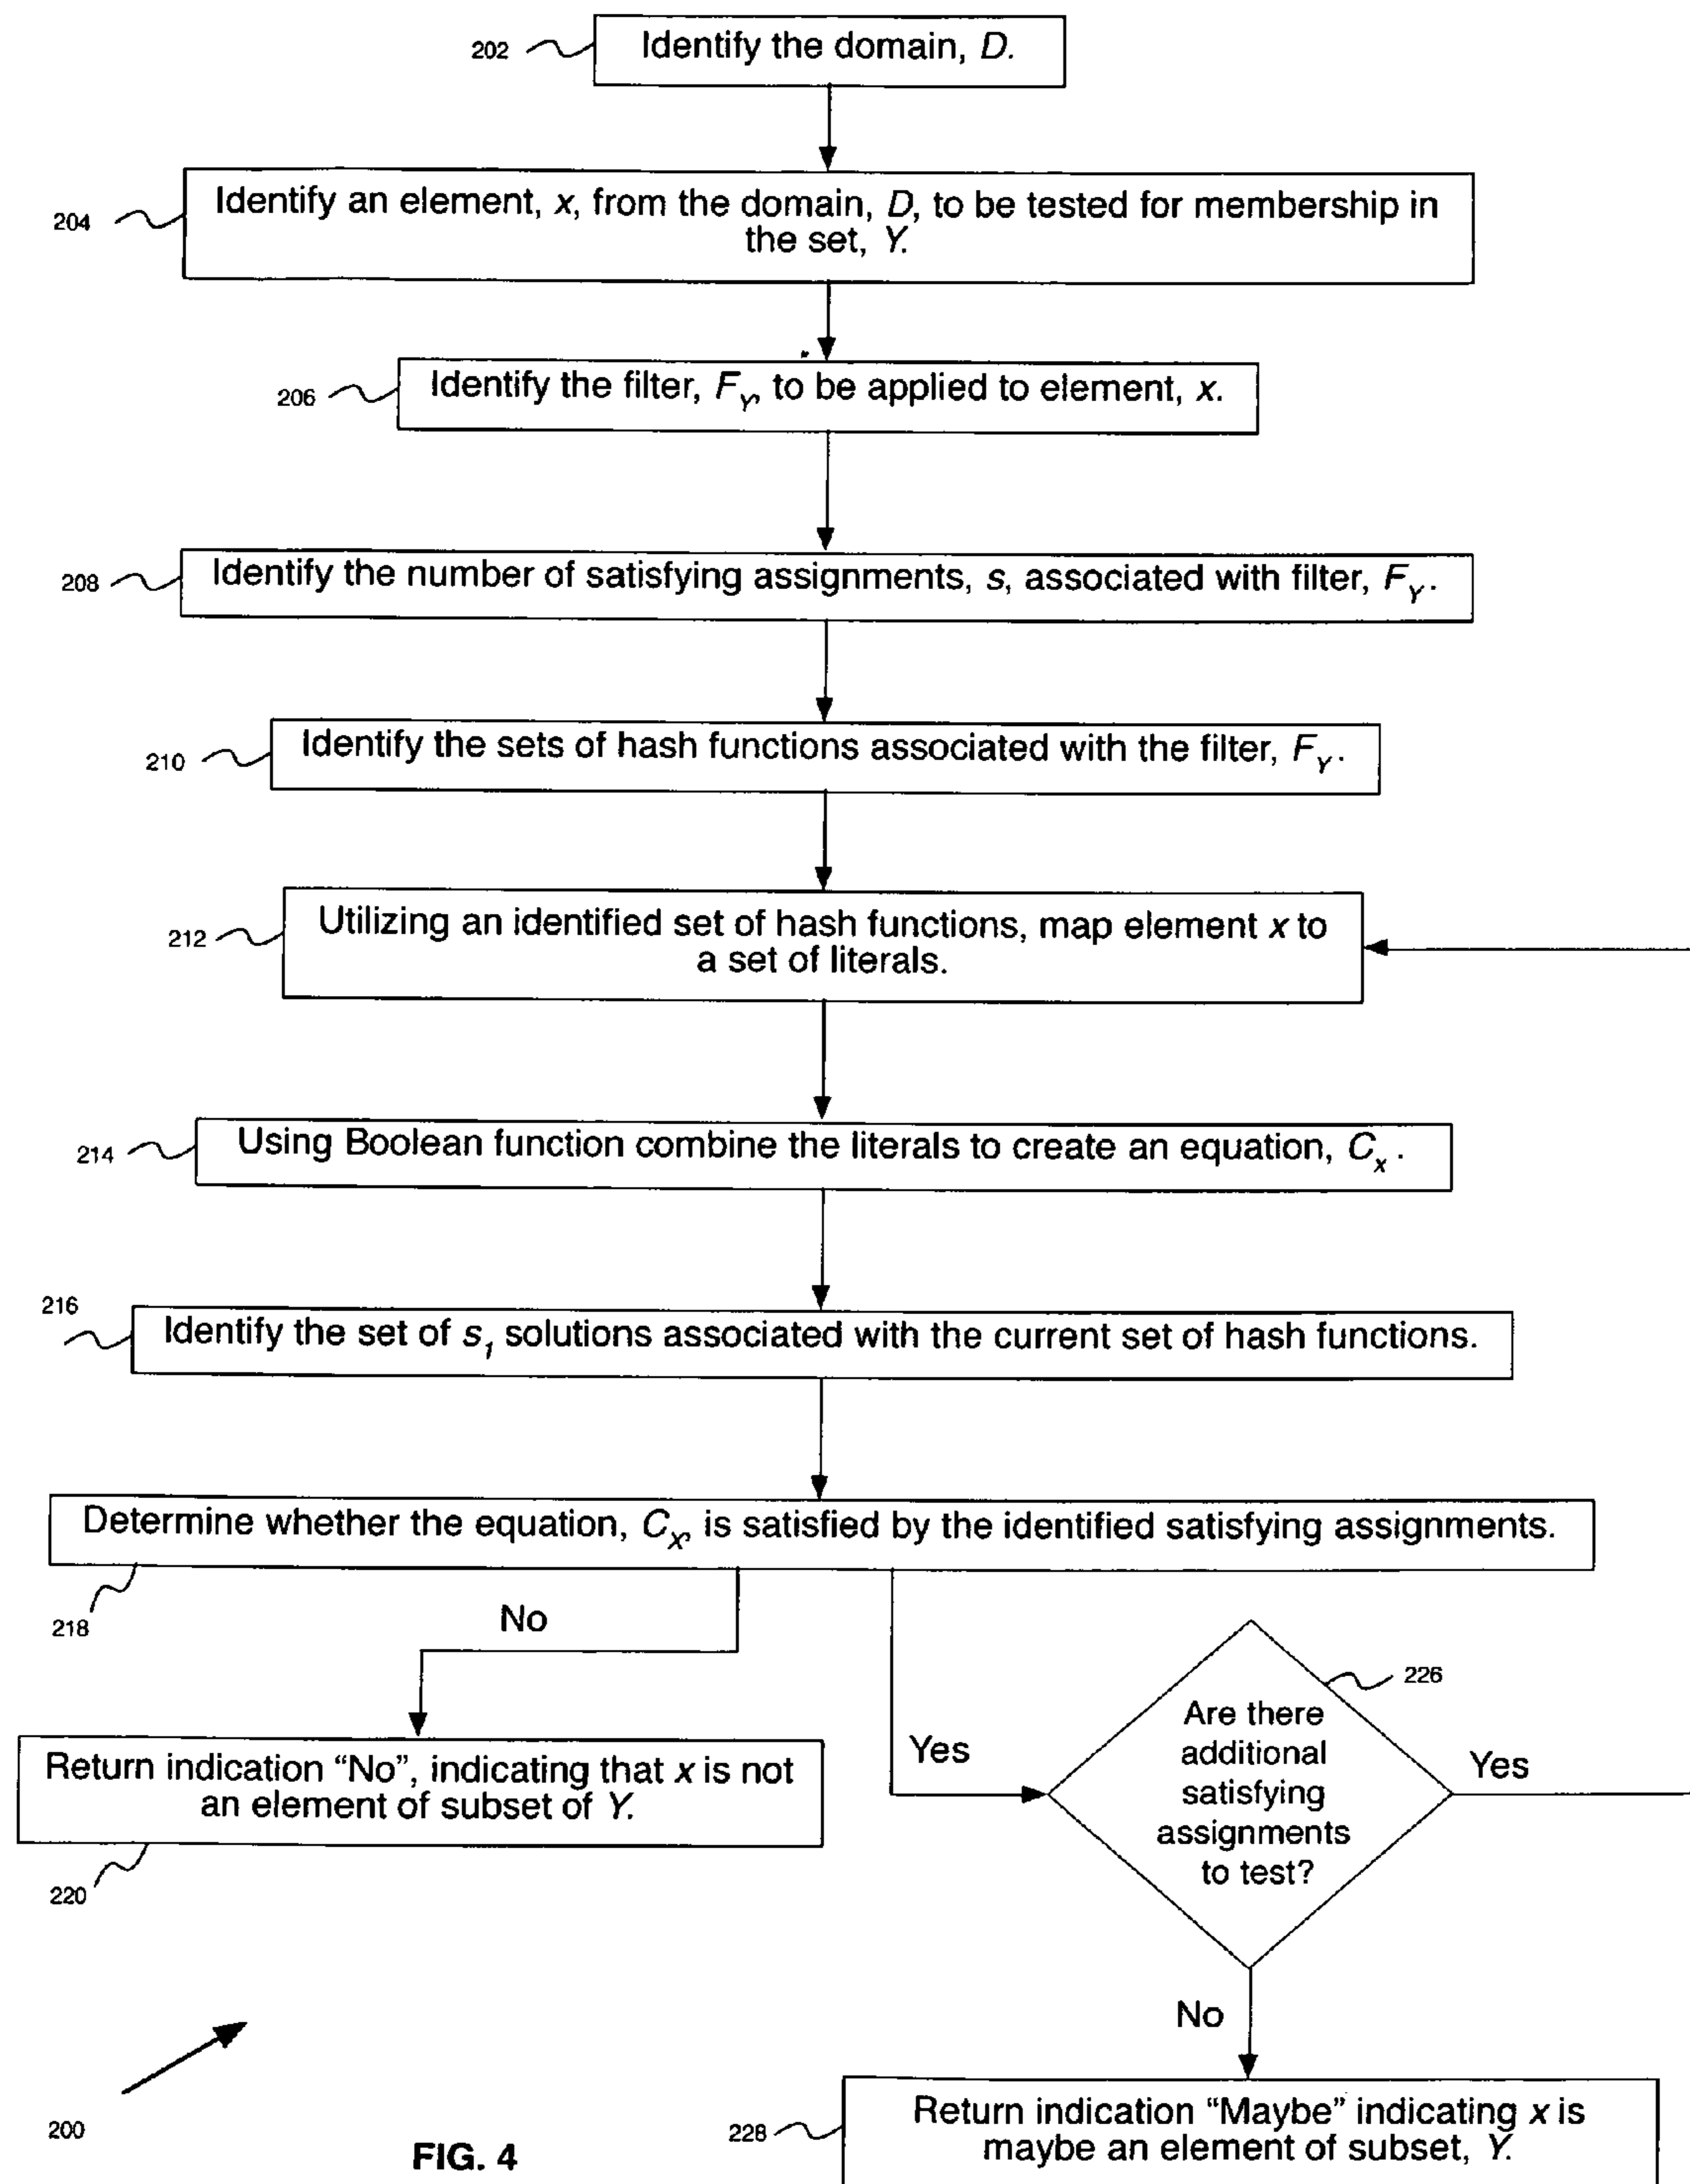 202
Identify the domain, D.
204
Identify an element, x, from the domain, D, to be tested for membership in
the set, Y.
206
Identify the filter, F_Y, to be applied to element, x.
208
Identify the number of satisfying assignments, s, associated with filter, F_Y.
210
Identify the sets of hash functions associated with the filter, F_Y.
212
Utilizing an identified set of hash functions, map element x to
a set of literals.
214
Using Boolean function combine the literals to create an equation, C_x.
216
Identify the set of s_1 solutions associated with the current set of hash functions.
Determine whether the equation, C_x, is satisfied by the identified satisfying assignments.
218
No
Yes
226
Are there
additional
satisfying
assignments
to test?
Yes
Return indication “No”, indicating that x is not
an element of subset of Y.
220
No
200
FIG. 4
228
Return indication “Maybe” indicating x is
maybe an element of subset, Y.